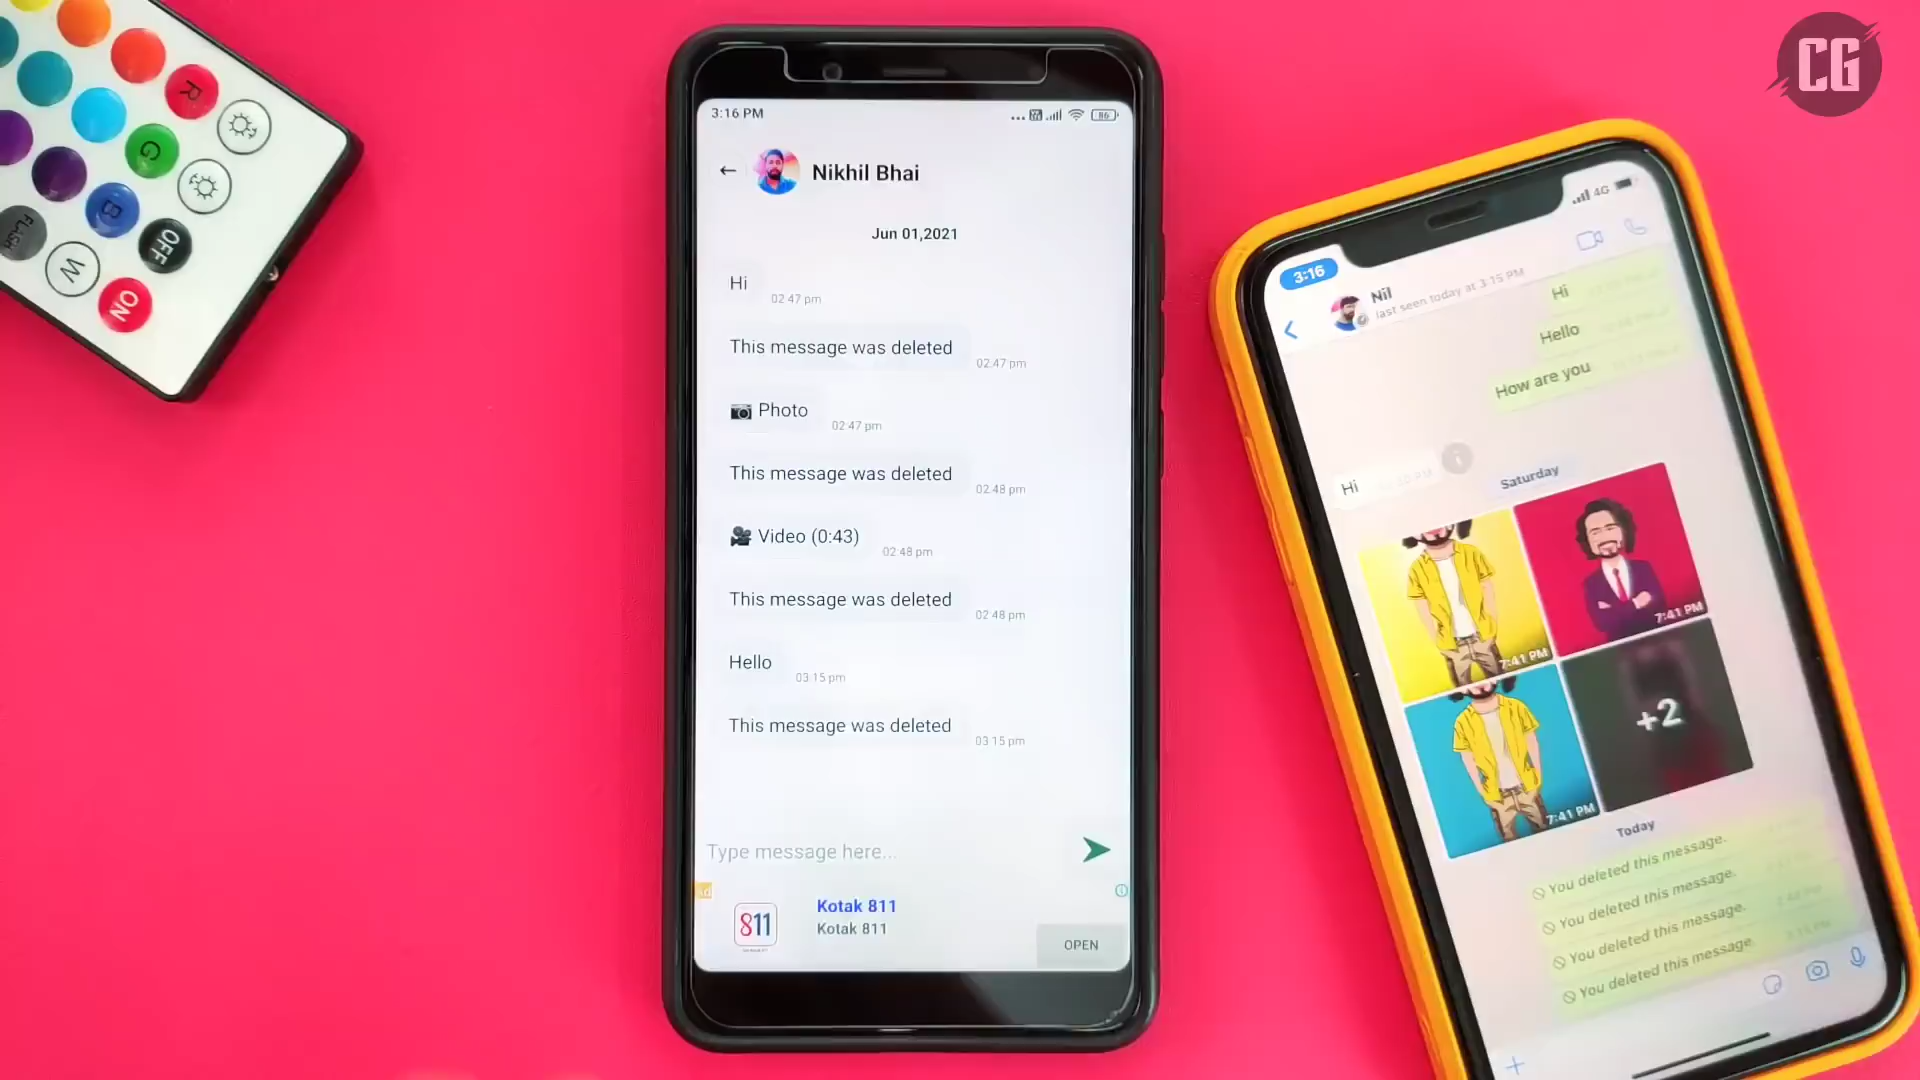 R
G
B
FLASH
W
OFF
ON
3:16 PM
86
Nikhil Bhai
Jun 01,2021
Hi
02 47 pm
This message was deleted
02.47 pm
📷 Photo
02 47 pm
This message was deleted
02 48 pm
🎥 Video (0:43)
02 48 pm
This message was deleted
02 48 pm
Hello
03.15 pm
This message was deleted
03 15 pm
Type message here...
Ad
811
Kotak 811
Kotak 811
OPEN
4G
3:16
Nil
last seen today at 3:15 PM
Hi
Hello
How are you
Hi
Saturday
7:41 PM
7:41 PM
7:41 PM
+2
Today
You deleted this message.
You deleted this message.
You deleted this message.
You deleted this message.
CG